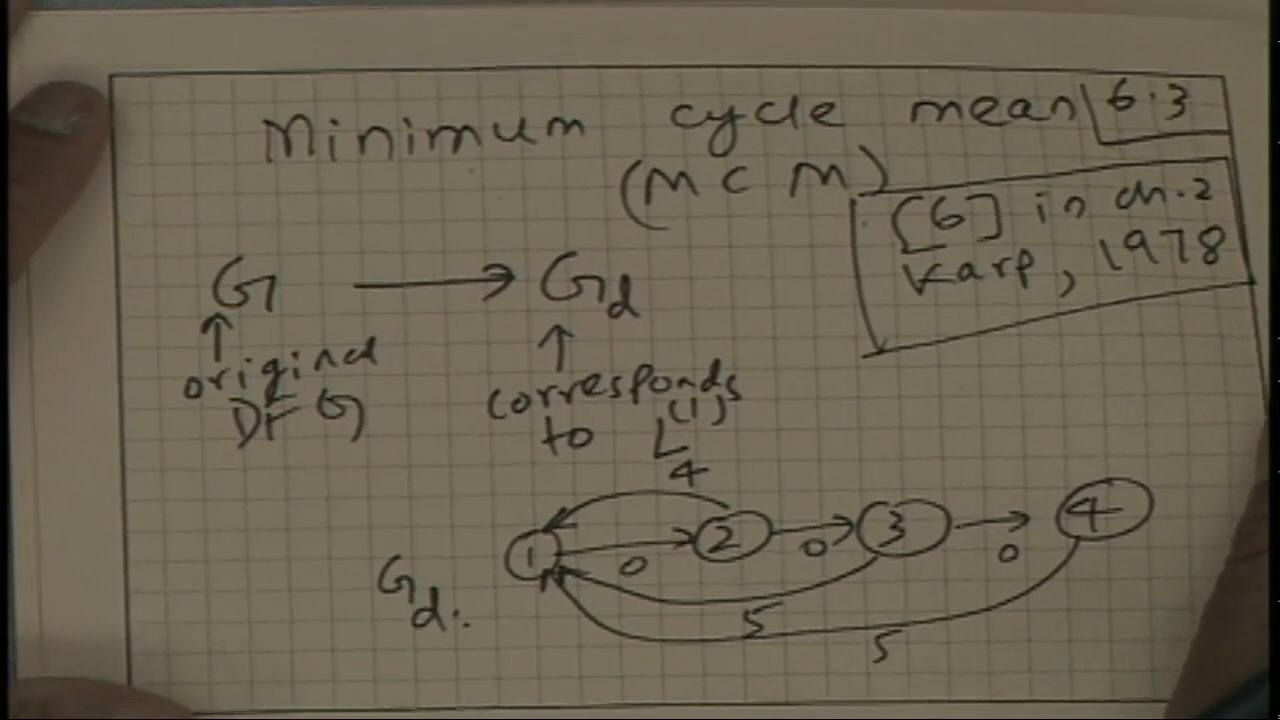 Minimum cycle mean 6.3
(MCM)
[6] in ch.2
Karp, 1978
G → Gd
↑ ↑
original corresponds
DFG to L(1)
4
1 2 3 4
0 0 0
Gd:
5
5